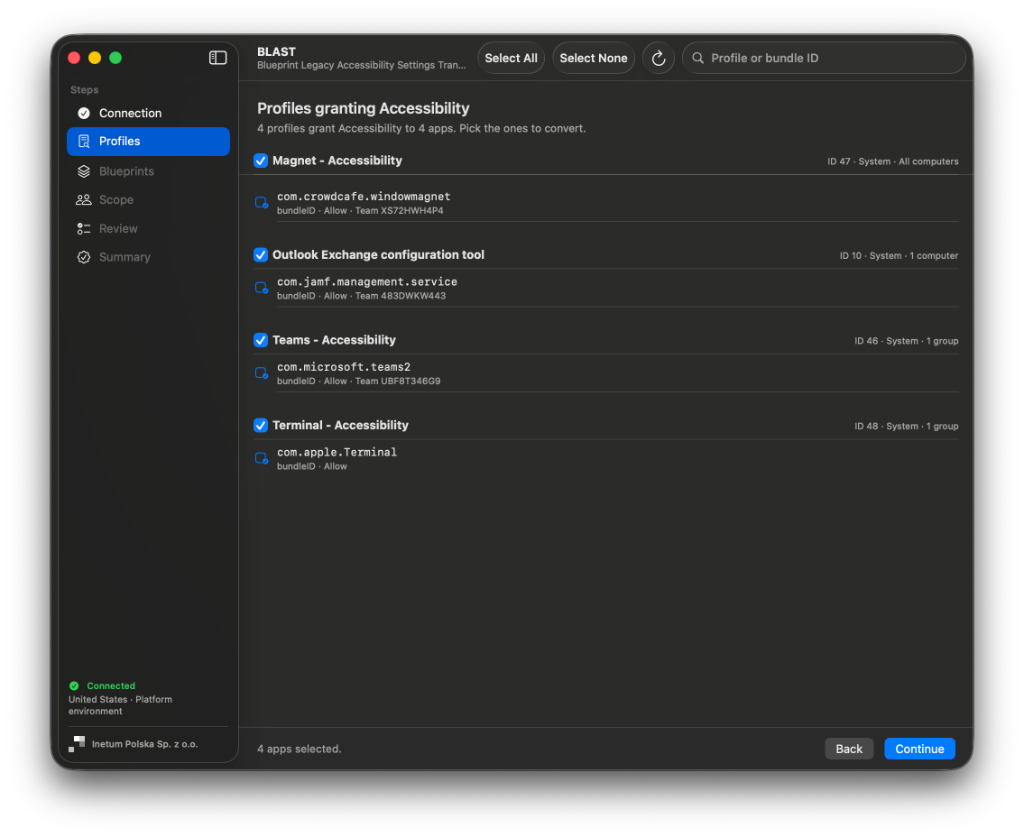 BLAST
Blueprint Legacy Accessibility Settings Tran...
Select All
Select None
Profile or bundle ID
Steps
Connection
Profiles
Blueprints
Scope
Review
Summary
Profiles granting Accessibility
4 profiles grant Accessibility to 4 apps. Pick the ones to convert.
Magnet - Accessibility
ID 47 · System · All computers
com.crowdcafe.windowmagnet
bundleID · Allow · Team XS72HWH4P4
Outlook Exchange configuration tool
ID 10 · System · 1 computer
com.jamf.management.service
bundleID · Allow · Team 483DWKW443
Teams - Accessibility
ID 46 · System · 1 group
com.microsoft.teams2
bundleID · Allow · Team UBF8T346G9
Terminal - Accessibility
ID 48 · System · 1 group
com.apple.Terminal
bundleID · Allow
Connected
United States · Platform
environment
Inetum Polska Sp. z o.o.
4 apps selected.
Back
Continue